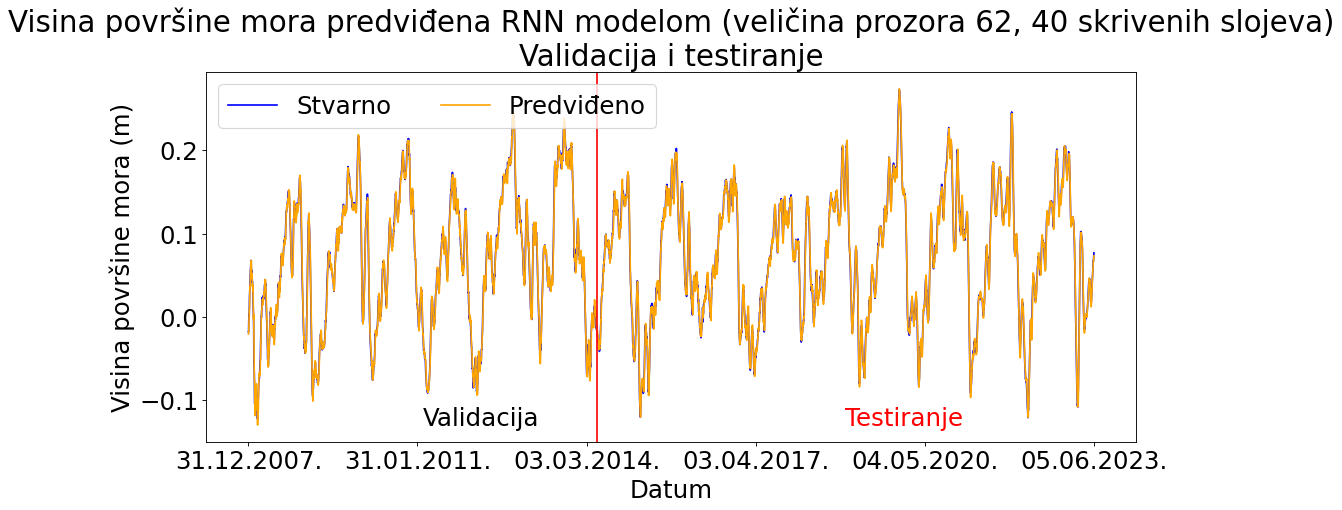 Visina površine mora predviđena RNN modelom (veličina prozora 62, 40 skrivenih slojeva)
Validacija i testiranje
Stvarno Predviđeno
Visina površine mora (m)
0.2
0.1
0.0
−0.1
Validacija Testiranje
31.12.2007. 31.01.2011. 03.03.2014. 03.04.2017. 04.05.2020. 05.06.2023.
Datum